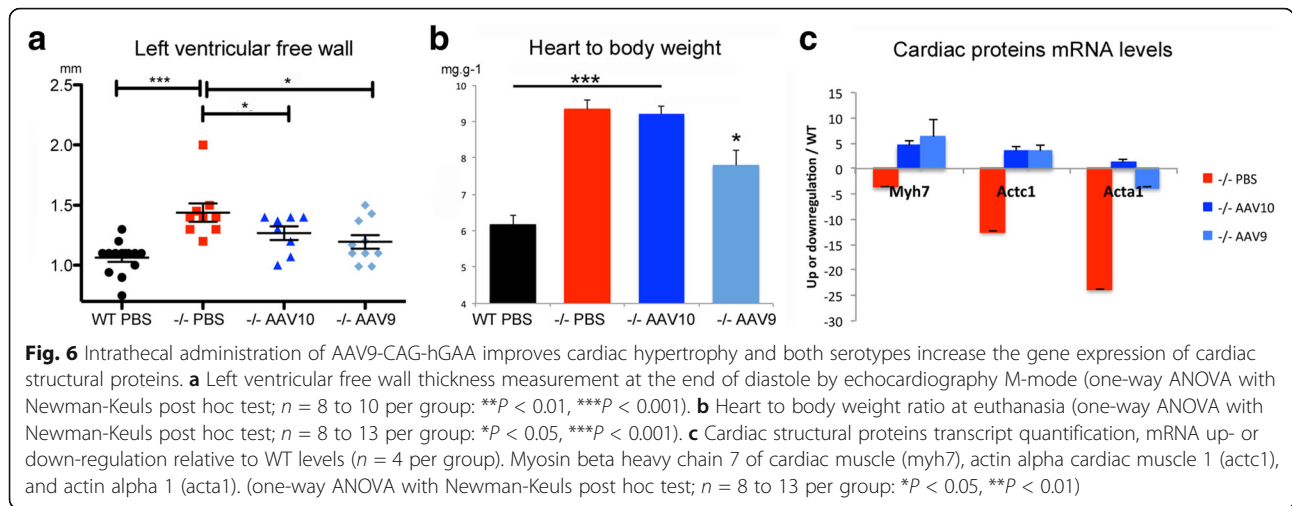 a
Left ventricular free wall
mm
2.5
2.0
1.5
1.0
***
*
*
WT PBS -/- PBS -/- AAV10 -/- AAV9
b
Heart to body weight
mg.g-1
10
9
8
7
6
5
4
***
*
WT PBS -/- PBS -/- AAV10 -/- AAV9
c
Cardiac proteins mRNA levels
Up or downregulation / WT
15
10
5
0
-5
-10
-15
-20
-25
-30
Myh7 Actc1 Acta1
-/- PBS
-/- AAV10
-/- AAV9
Fig. 6 Intrathecal administration of AAV9-CAG-hGAA improves cardiac hypertrophy and both serotypes increase the gene expression of cardiac
structural proteins. a Left ventricular free wall thickness measurement at the end of diastole by echocardiography M-mode (one-way ANOVA with
Newman-Keuls post hoc test; n = 8 to 10 per group: **P < 0.01, ***P < 0.001). b Heart to body weight ratio at euthanasia (one-way ANOVA with
Newman-Keuls post hoc test; n = 8 to 13 per group: *P < 0.05, ***P < 0.001). c Cardiac structural proteins transcript quantification, mRNA up- or
down-regulation relative to WT levels (n = 4 per group). Myosin beta heavy chain 7 of cardiac muscle (myh7), actin alpha cardiac muscle 1 (actc1),
and actin alpha 1 (acta1). (one-way ANOVA with Newman-Keuls post hoc test; n = 8 to 13 per group: *P < 0.05, **P < 0.01)